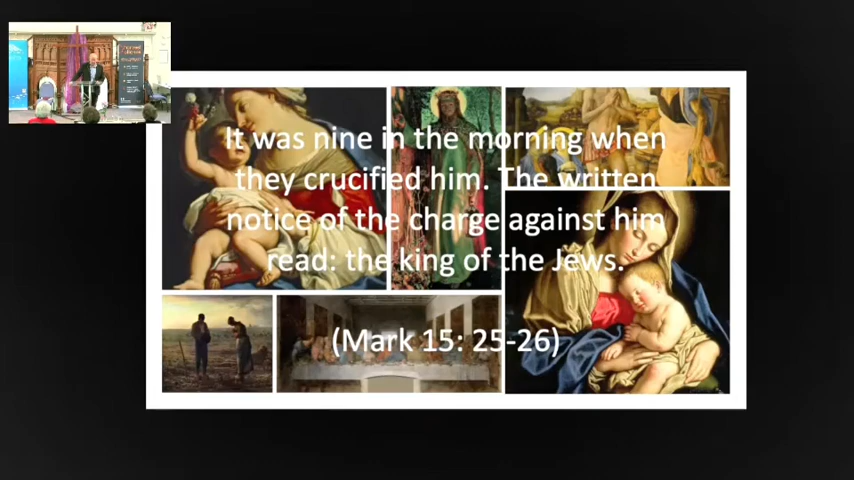 It was nine in the morning when
they crucified him. The written
notice of the charge against him
read: the king of the Jews.
(Mark 15: 25-26)